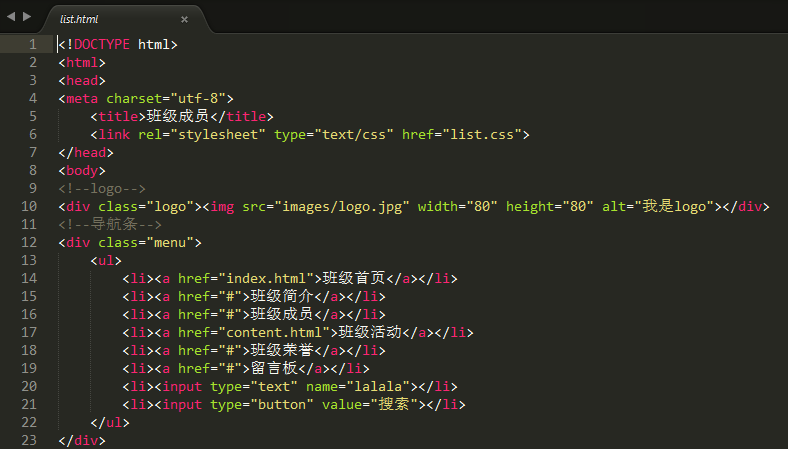 list.html ×
1 <!DOCTYPE html>
2 <html>
3 <head>
4 <meta charset="utf-8">
5     <title>班级成员</title>
6     <link rel="stylesheet" type="text/css" href="list.css">
7 </head>
8 <body>
9 <!--logo-->
10 <div class="logo"><img src="images/logo.jpg" width="80" height="80" alt="我是logo"></div>
11 <!--导航条-->
12 <div class="menu">
13     <ul>
14         <li><a href="index.html">班级首页</a></li>
15         <li><a href="#">班级简介</a></li>
16         <li><a href="#">班级成员</a></li>
17         <li><a href="content.html">班级活动</a></li>
18         <li><a href="#">班级荣誉</a></li>
19         <li><a href="#">留言板</a></li>
20         <li><input type="text" name="lalala"></li>
21         <li><input type="button" value="搜索"></li>
22     </ul>
23 </div>